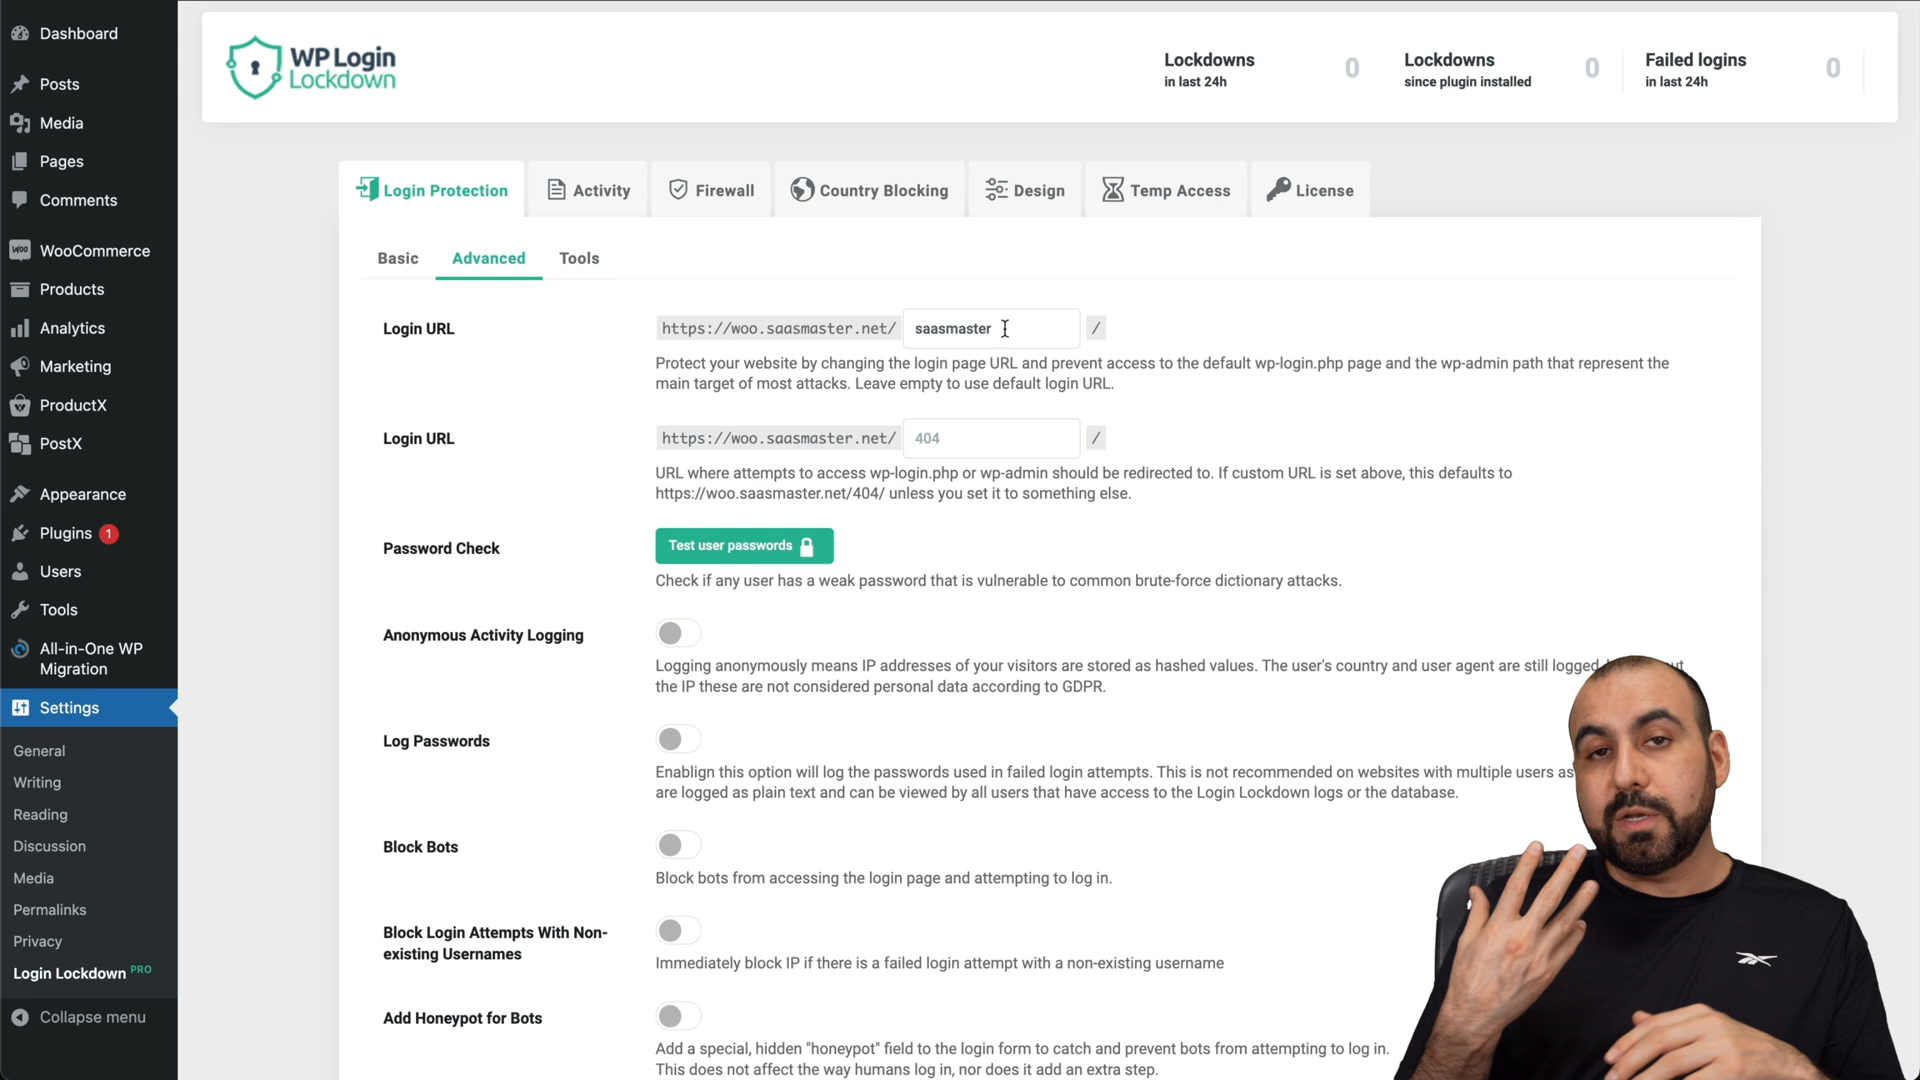 Dashboard
Posts
Media
Pages
Comments
WooCommerce
Products
Analytics
Marketing
ProductX
PostX
Appearance
Plugins 1
Users
Tools
All-in-One WP
Migration
Settings
General
Writing
Reading
Discussion
Media
Permalinks
Privacy
Login Lockdown PRO
Collapse menu
WP Login
Lockdown
Lockdowns
in last 24h
0
Lockdowns
since plugin installed
0
Failed logins
in last 24h
0
Login Protection
Activity
Firewall
Country Blocking
Design
Temp Access
License
Basic
Advanced
Tools
Login URL
https://woo.saasmaster.net/ saasmaster /
Protect your website by changing the login page URL and prevent access to the default wp-login.php page and the wp-admin path that represent the
main target of most attacks. Leave empty to use default login URL.
Login URL
https://woo.saasmaster.net/ 404 /
URL where attempts to access wp-login.php or wp-admin should be redirected to. If custom URL is set above, this defaults to
https://woo.saasmaster.net/404/ unless you set it to something else.
Password Check
Test user passwords
Check if any user has a weak password that is vulnerable to common brute-force dictionary attacks.
Anonymous Activity Logging
Logging anonymously means IP addresses of your visitors are stored as hashed values. The user's country and user agent are still logged,
the IP these are not considered personal data according to GDPR.
Log Passwords
Enablign this option will log the passwords used in failed login attempts. This is not recommended on websites with multiple users as
are logged as plain text and can be viewed by all users that have access to the Login Lockdown logs or the database.
Block Bots
Block bots from accessing the login page and attempting to log in.
Block Login Attempts With Non-
existing Usernames
Immediately block IP if there is a failed login attempt with a non-existing username
Add Honeypot for Bots
Add a special, hidden "honeypot" field to the login form to catch and prevent bots from attempting to log in.
This does not affect the way humans log in, nor does it add an extra step.